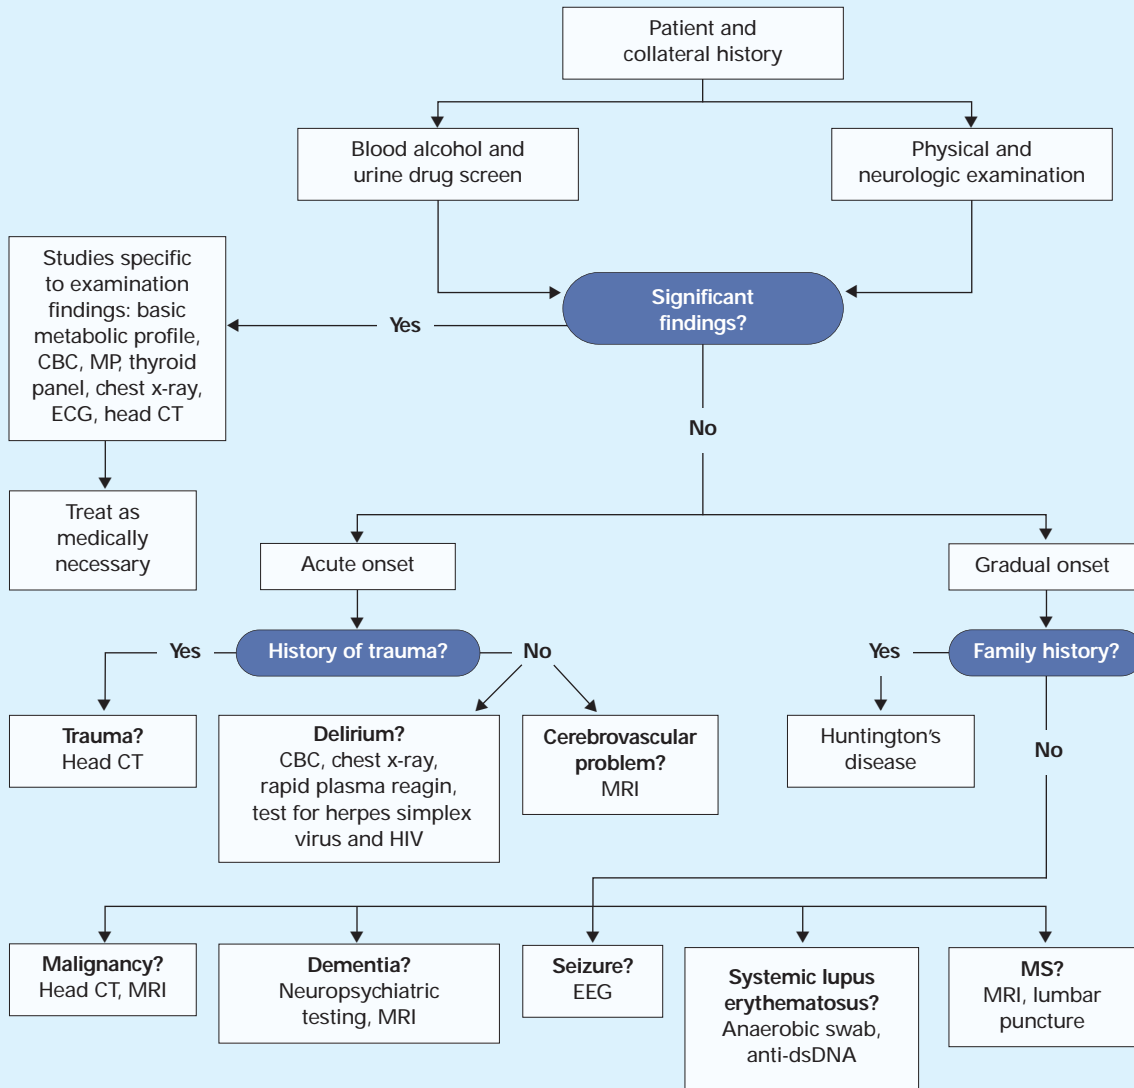 Patient and
collateral history
Blood alcohol and
urine drug screen
Physical and
neurologic examination
Studies specific
to examination
findings: basic
metabolic profile,
CBC, MP, thyroid
panel, chest x-ray,
ECG, head CT
Yes
Significant
findings?
No
Treat as
medically
necessary
Acute onset
Gradual onset
Yes
History of trauma?
No
Yes
Family history?
No
Trauma?
Head CT
Delirium?
CBC, chest x-ray,
rapid plasma reagin,
test for herpes simplex
virus and HIV
Cerebrovascular
problem?
MRI
Huntington's
disease
Malignancy?
Head CT, MRI
Dementia?
Neuropsychiatric
testing, MRI
Seizure?
EEG
Systemic lupus
erythematosus?
Anaerobic swab,
anti-dsDNA
MS?
MRI, lumbar
puncture